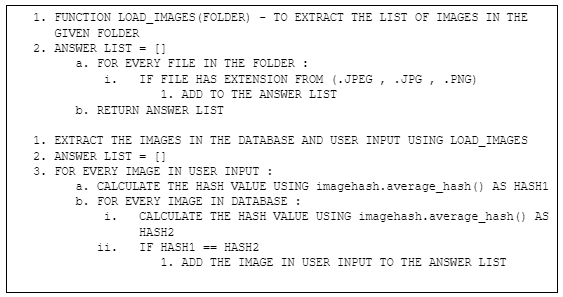 1. FUNCTION LOAD_IMAGES(FOLDER) – TO EXTRACT THE LIST OF IMAGES IN THE
GIVEN FOLDER
2. ANSWER LIST = []
a. FOR EVERY FILE IN THE FOLDER :
i. IF FILE HAS EXTENSION FROM (.JPEG , .JPG , .PNG)
1. ADD TO THE ANSWER LIST
b. RETURN ANSWER LIST
1. EXTRACT THE IMAGES IN THE DATABASE AND USER INPUT USING LOAD_IMAGES
2. ANSWER LIST = []
3. FOR EVERY IMAGE IN USER INPUT :
a. CALCULATE THE HASH VALUE USING imagehash.average_hash() AS HASH1
b. FOR EVERY IMAGE IN DATABASE :
i. CALCULATE THE HASH VALUE USING imagehash.average_hash() AS
HASH2
ii. IF HASH1 == HASH2
1. ADD THE IMAGE IN USER INPUT TO THE ANSWER LIST